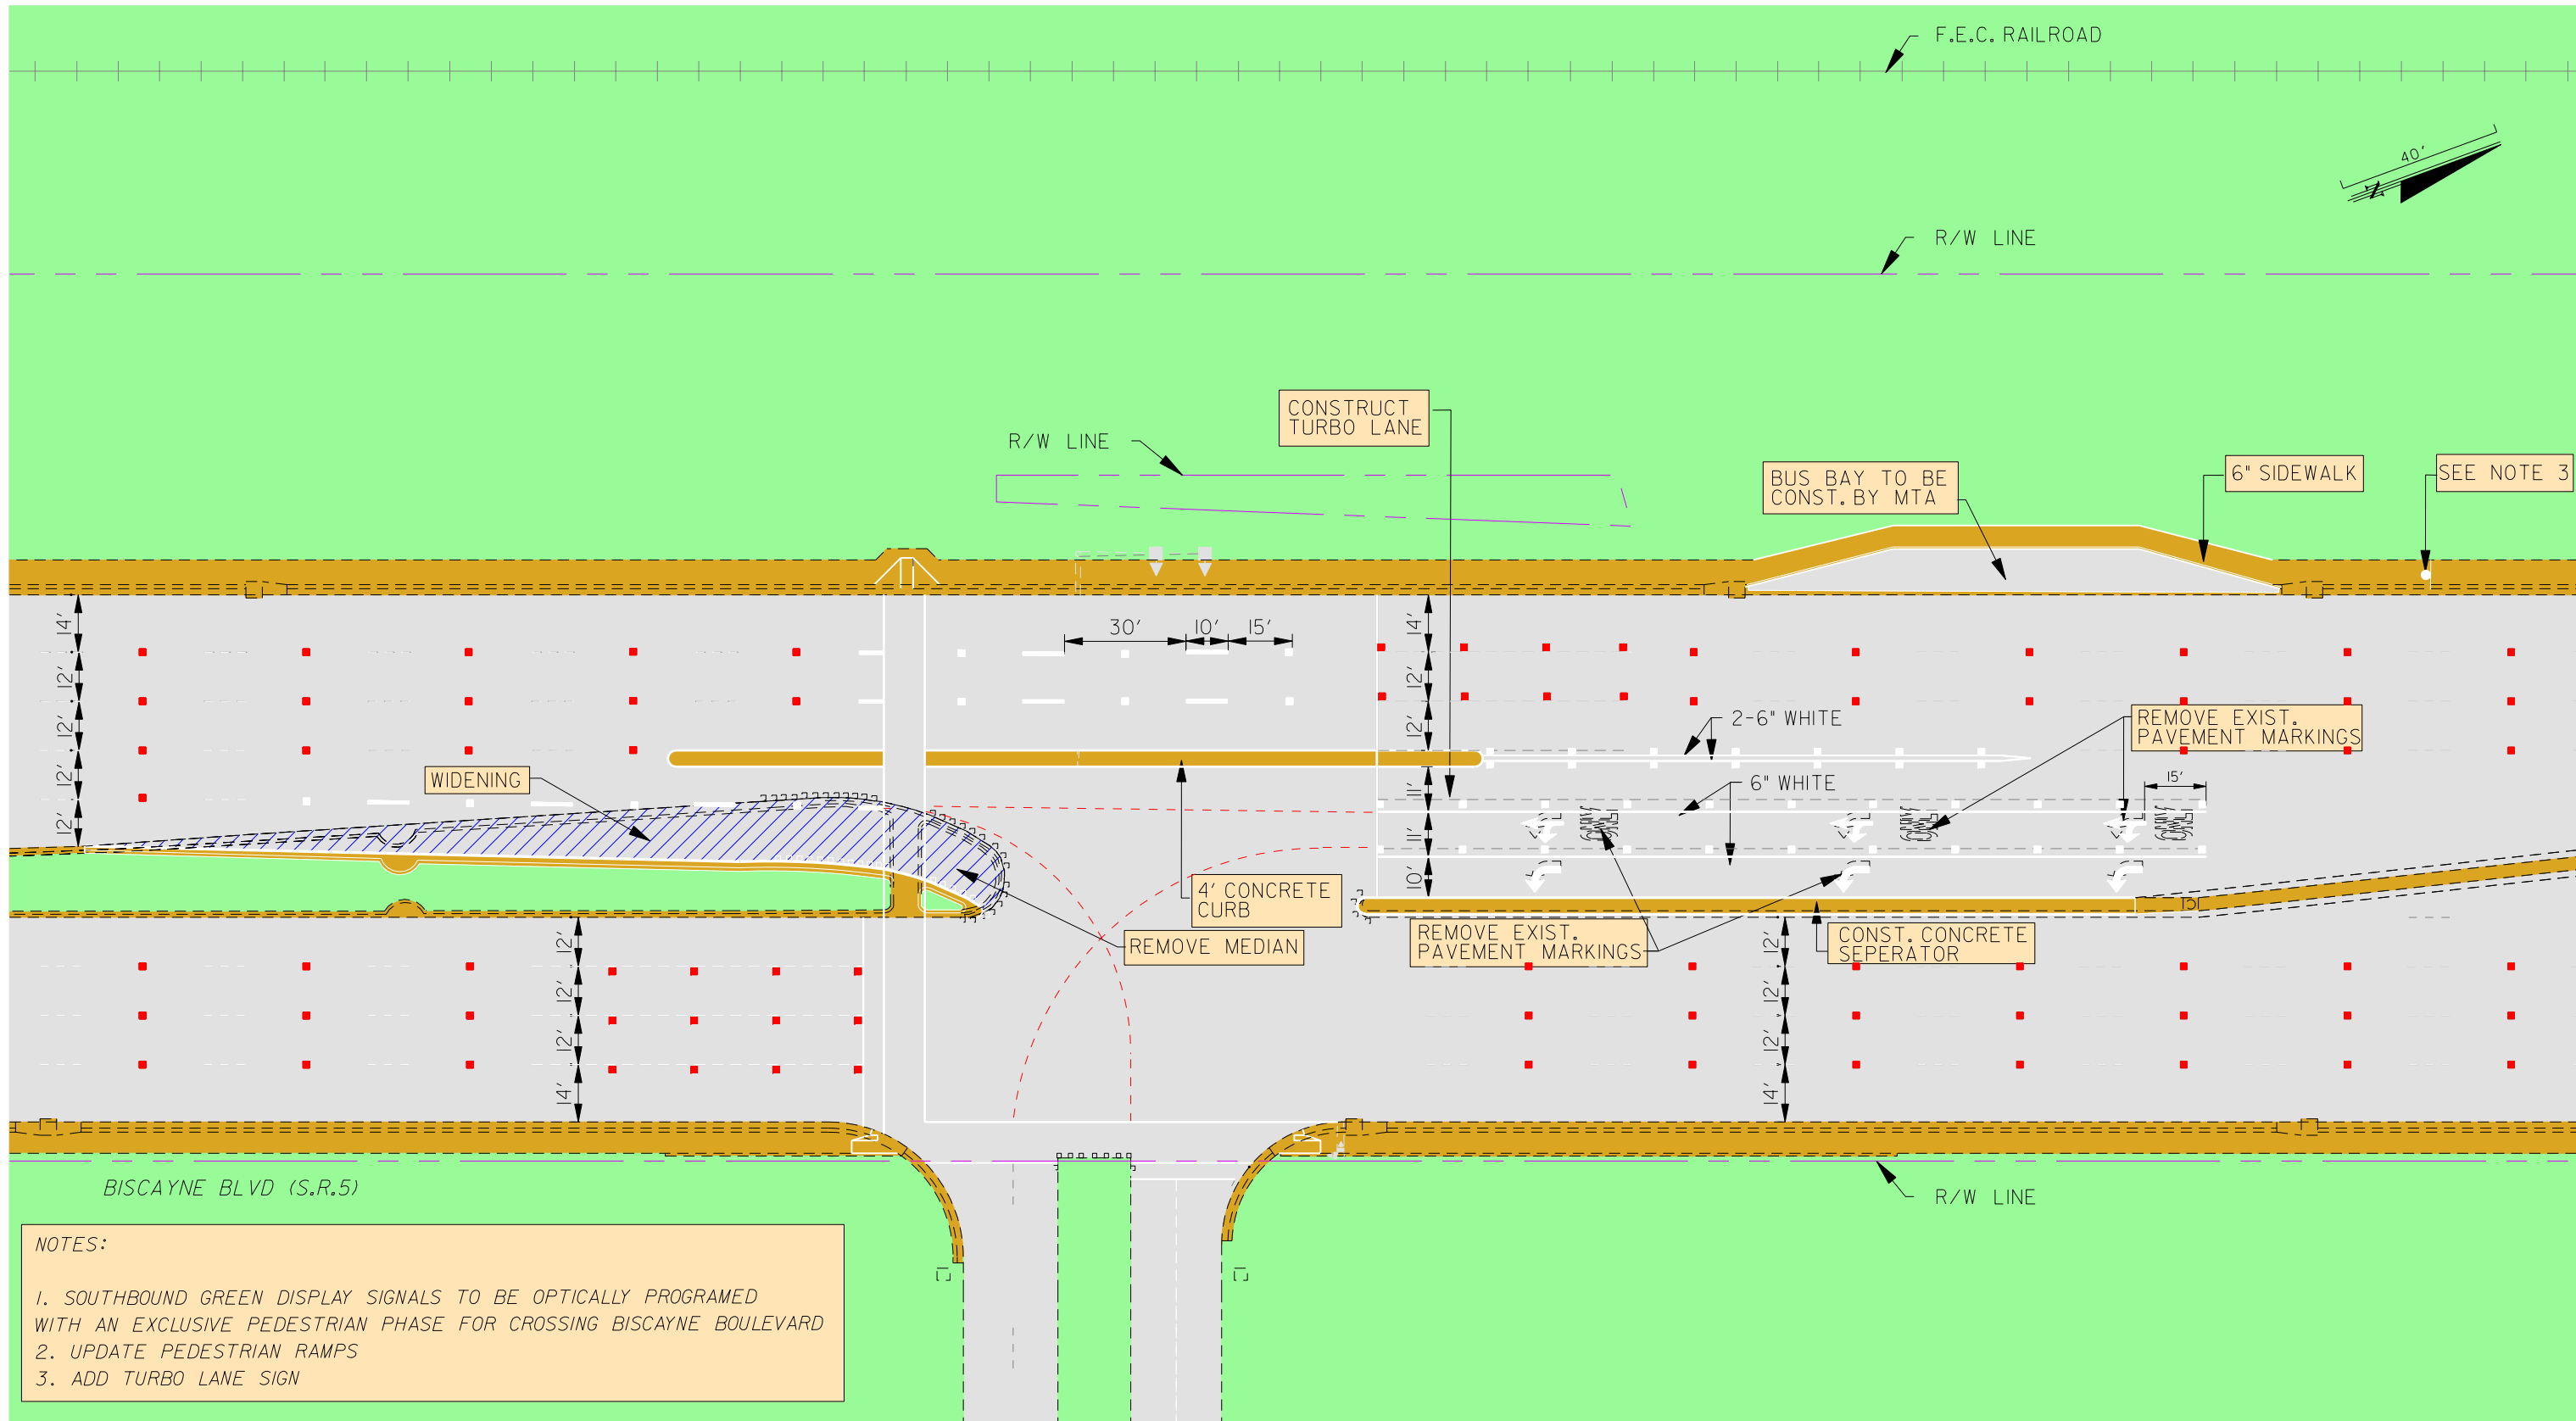 F.E.C. RAILROAD
40'
N
R/W LINE
CONSTRUCT
TURBO LANE
R/W LINE
BUS BAY TO BE
CONST. BY MTA
6" SIDEWALK
SEE NOTE 3
14'
12'
12'
12'
12'
30'
10'
15'
14'
12'
12'
11'
11'
10'
2-6" WHITE
REMOVE EXIST.
PAVEMENT MARKINGS
WIDENING
6" WHITE
15'
4' CONCRETE
CURB
REMOVE MEDIAN
REMOVE EXIST.
PAVEMENT MARKINGS
CONST. CONCRETE
SEPERATOR
12'
12'
12'
14'
12'
12'
12'
14'
BISCAYNE BLVD (S.R.5)
R/W LINE
NOTES:
1. SOUTHBOUND GREEN DISPLAY SIGNALS TO BE OPTICALLY PROGRAMED
WITH AN EXCLUSIVE PEDESTRIAN PHASE FOR CROSSING BISCAYNE BOULEVARD
2. UPDATE PEDESTRIAN RAMPS
3. ADD TURBO LANE SIGN